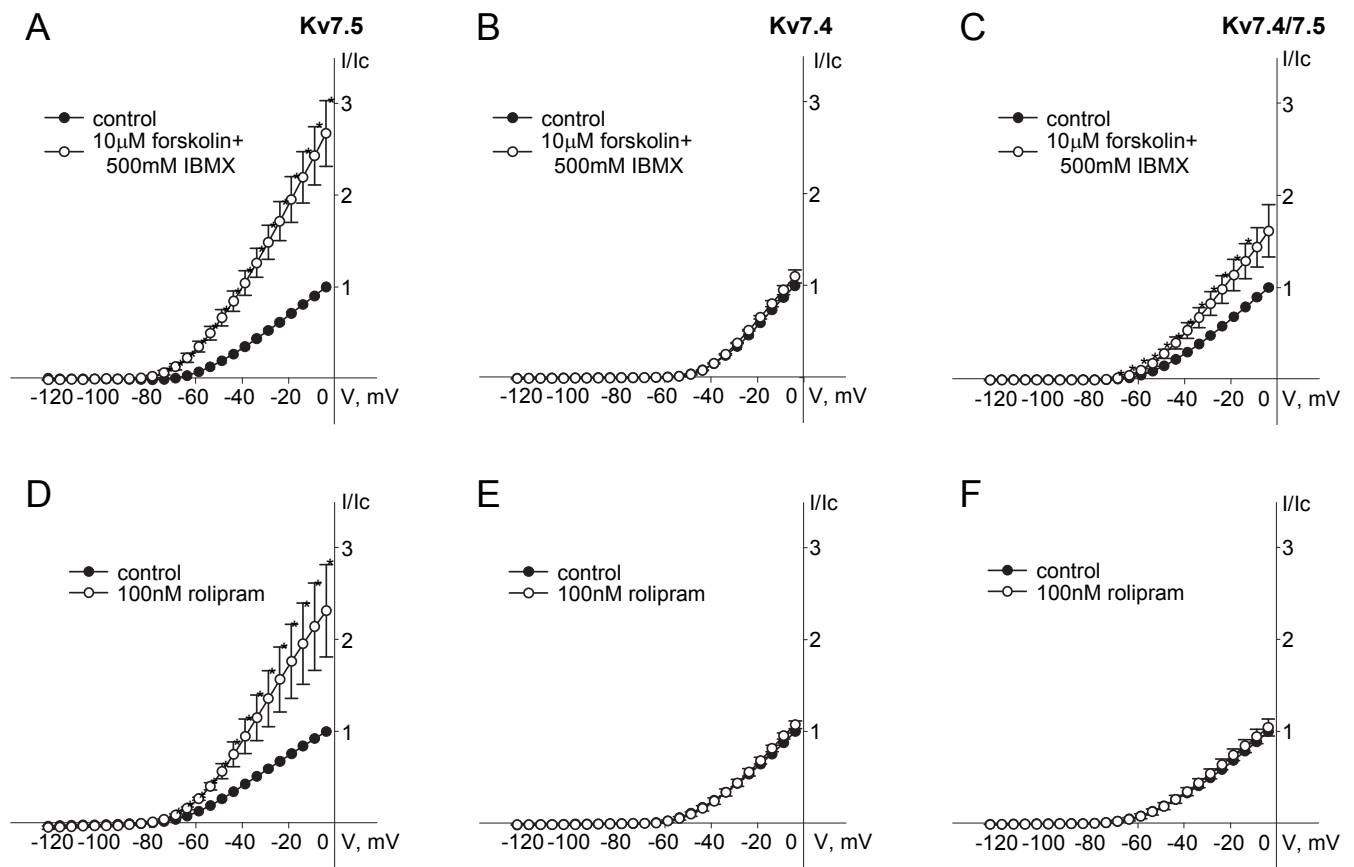 A
Kv7.5
I/Ic
control
10μM forskolin+
500mM IBMX
3
2
1
-120 -100 -80 -60 -40 -20 0 V, mV
B
Kv7.4
I/Ic
control
10μM forskolin+
500mM IBMX
3
2
1
-120 -100 -80 -60 -40 -20 0 V, mV
C
Kv7.4/7.5
I/Ic
control
10μM forskolin+
500mM IBMX
3
2
1
-120 -100 -80 -60 -40 -20 0 V, mV
D
I/Ic
control
100nM rolipram
3
2
1
-120 -100 -80 -60 -40 -20 0 V, mV
E
I/Ic
control
100nM rolipram
3
2
1
-120 -100 -80 -60 -40 -20 0 V, mV
F
I/Ic
control
100nM rolipram
3
2
1
-120 -100 -80 -60 -40 -20 0 V, mV